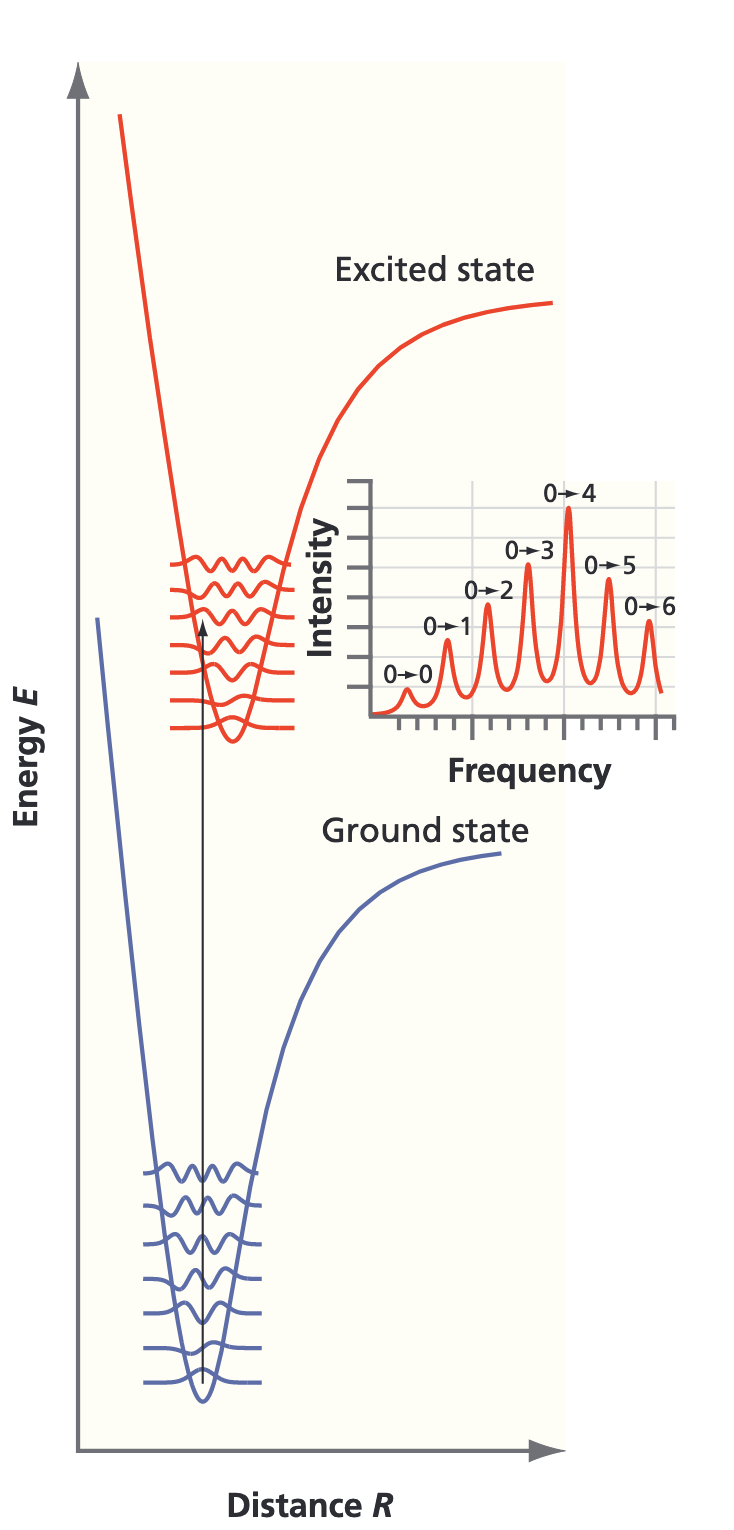 Excited state
0→4
0→3
0→5
0→2
0→6
0→1
0→0
Intensity
Frequency
Ground state
Energy E
Distance R